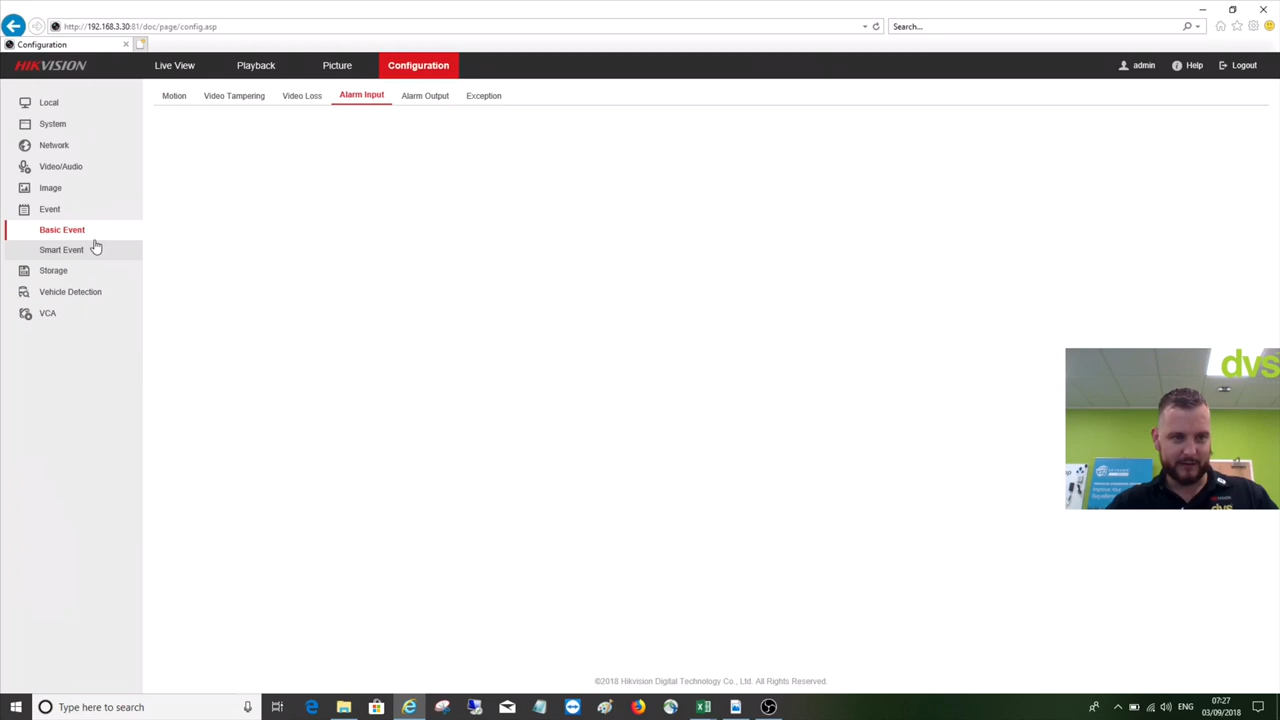 http://192.168.3.30:81/doc/page/config.asp
Search...
Configuration
HIKVISION
Live View
Playback
Picture
Configuration
admin
Help
Logout
Local
System
Network
Video/Audio
Image
Event
Basic Event
Smart Event
Storage
Vehicle Detection
VCA
Motion
Video Tampering
Video Loss
Alarm Input
Alarm Output
Exception
dvs
©2018 Hikvision Digital Technology Co., Ltd. All Rights Reserved.
Type here to search
ENG
07:27
03/09/2018